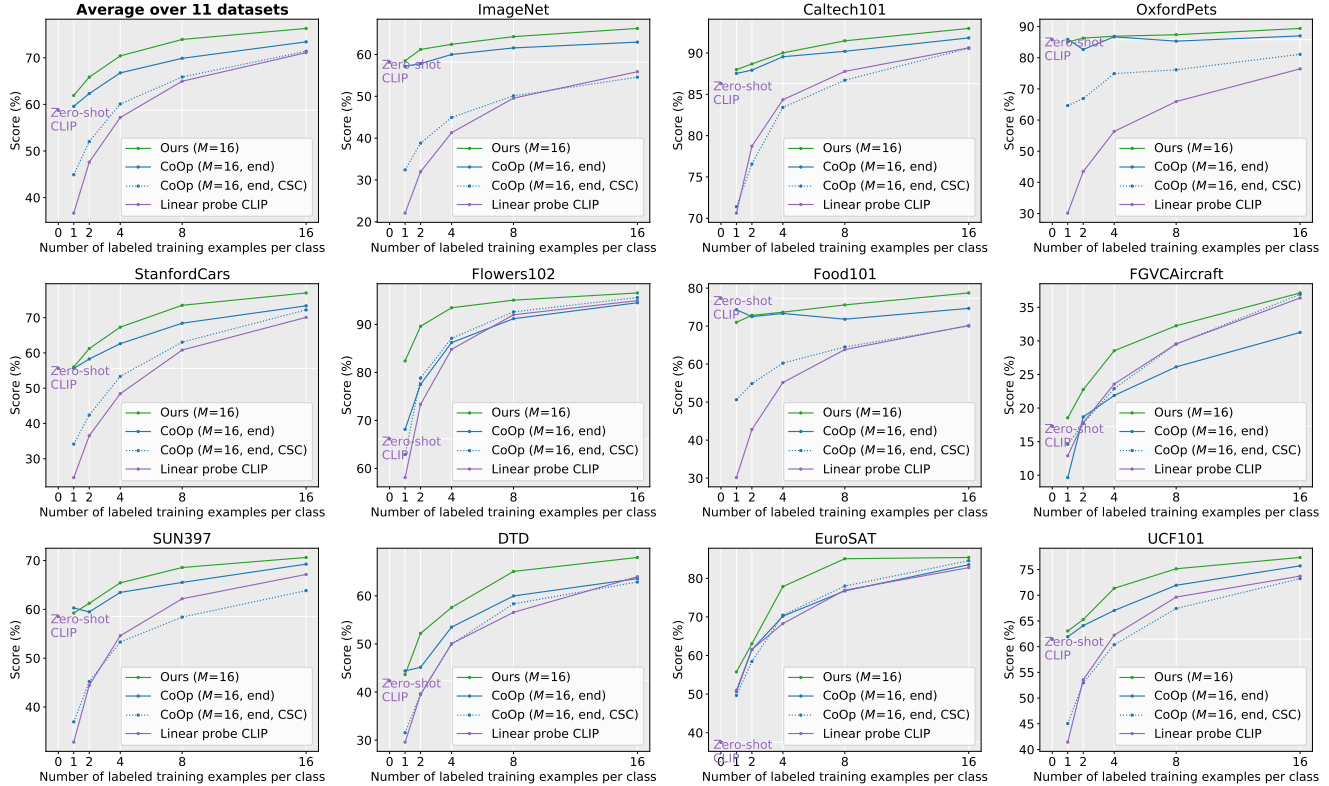 Average over 11 datasets
Score (%)
70
60
50
40
Zero-shot
CLIP
Ours (M=16)
CoOp (M=16, end)
CoOp (M=16, end, CSC)
Linear probe CLIP
0 1 2 4 8 16
Number of labeled training examples per class
ImageNet
Score (%)
60
50
40
30
20
Zero-shot
CLIP
Ours (M=16)
CoOp (M=16, end)
CoOp (M=16, end, CSC)
Linear probe CLIP
0 1 2 4 8 16
Number of labeled training examples per class
Caltech101
Score (%)
90
85
80
75
70
Zero-shot
CLIP
Ours (M=16)
CoOp (M=16, end)
CoOp (M=16, end, CSC)
Linear probe CLIP
0 1 2 4 8 16
Number of labeled training examples per class
OxfordPets
Score (%)
90
80
70
60
50
40
30
Zero-shot
CLIP
Ours (M=16)
CoOp (M=16, end)
CoOp (M=16, end, CSC)
Linear probe CLIP
0 1 2 4 8 16
Number of labeled training examples per class
StanfordCars
Score (%)
70
60
50
40
30
Zero-shot
CLIP
Ours (M=16)
CoOp (M=16, end)
CoOp (M=16, end, CSC)
Linear probe CLIP
0 1 2 4 8 16
Number of labeled training examples per class
Flowers102
Score (%)
90
80
70
60
Zero-shot
CLIP
Ours (M=16)
CoOp (M=16, end)
CoOp (M=16, end, CSC)
Linear probe CLIP
0 1 2 4 8 16
Number of labeled training examples per class
Food101
Score (%)
80
70
60
50
40
30
Zero-shot
CLIP
Ours (M=16)
CoOp (M=16, end)
CoOp (M=16, end, CSC)
Linear probe CLIP
0 1 2 4 8 16
Number of labeled training examples per class
FGVCAircraft
Score (%)
35
30
25
20
15
10
Zero-shot
CLIP
Ours (M=16)
CoOp (M=16, end)
CoOp (M=16, end, CSC)
Linear probe CLIP
0 1 2 4 8 16
Number of labeled training examples per class
SUN397
Score (%)
70
60
50
40
Zero-shot
CLIP
Ours (M=16)
CoOp (M=16, end)
CoOp (M=16, end, CSC)
Linear probe CLIP
0 1 2 4 8 16
Number of labeled training examples per class
DTD
Score (%)
60
50
40
30
Zero-shot
CLIP
Ours (M=16)
CoOp (M=16, end)
CoOp (M=16, end, CSC)
Linear probe CLIP
0 1 2 4 8 16
Number of labeled training examples per class
EuroSAT
Score (%)
80
70
60
50
40
Zero-shot
CLIP
Ours (M=16)
CoOp (M=16, end)
CoOp (M=16, end, CSC)
Linear probe CLIP
0 1 2 4 8 16
Number of labeled training examples per class
UCF101
Score (%)
75
70
65
60
55
50
45
40
Zero-shot
CLIP
Ours (M=16)
CoOp (M=16, end)
CoOp (M=16, end, CSC)
Linear probe CLIP
0 1 2 4 8 16
Number of labeled training examples per class